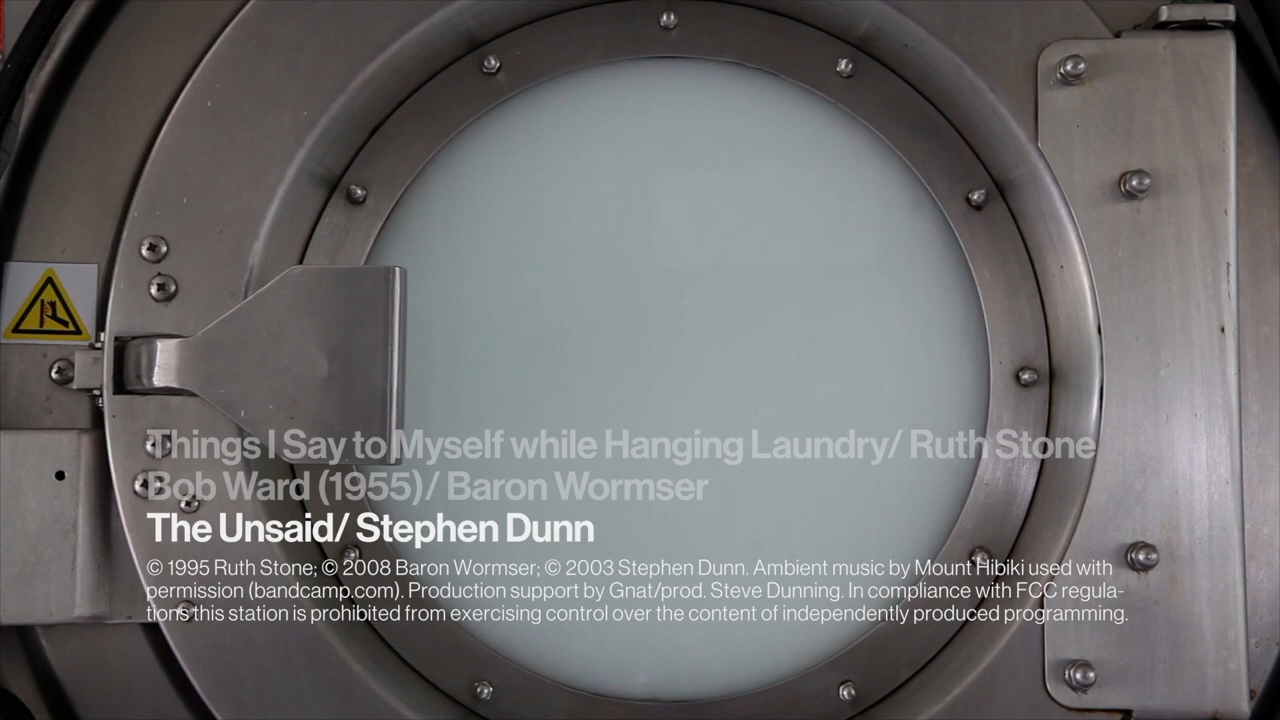 Things I Say to Myself while Hanging Laundry/ Ruth Stone
Bob Ward (1955)/ Baron Wormser
The Unsaid/ Stephen Dunn
© 1995 Ruth Stone; © 2008 Baron Wormser; © 2003 Stephen Dunn. Ambient music by Mount Hibiki used with
permission (bandcamp.com). Production support by Gnat/prod. Steve Dunning. In compliance with FCC regula-
tions this station is prohibited from exercising control over the content of independently produced programming.